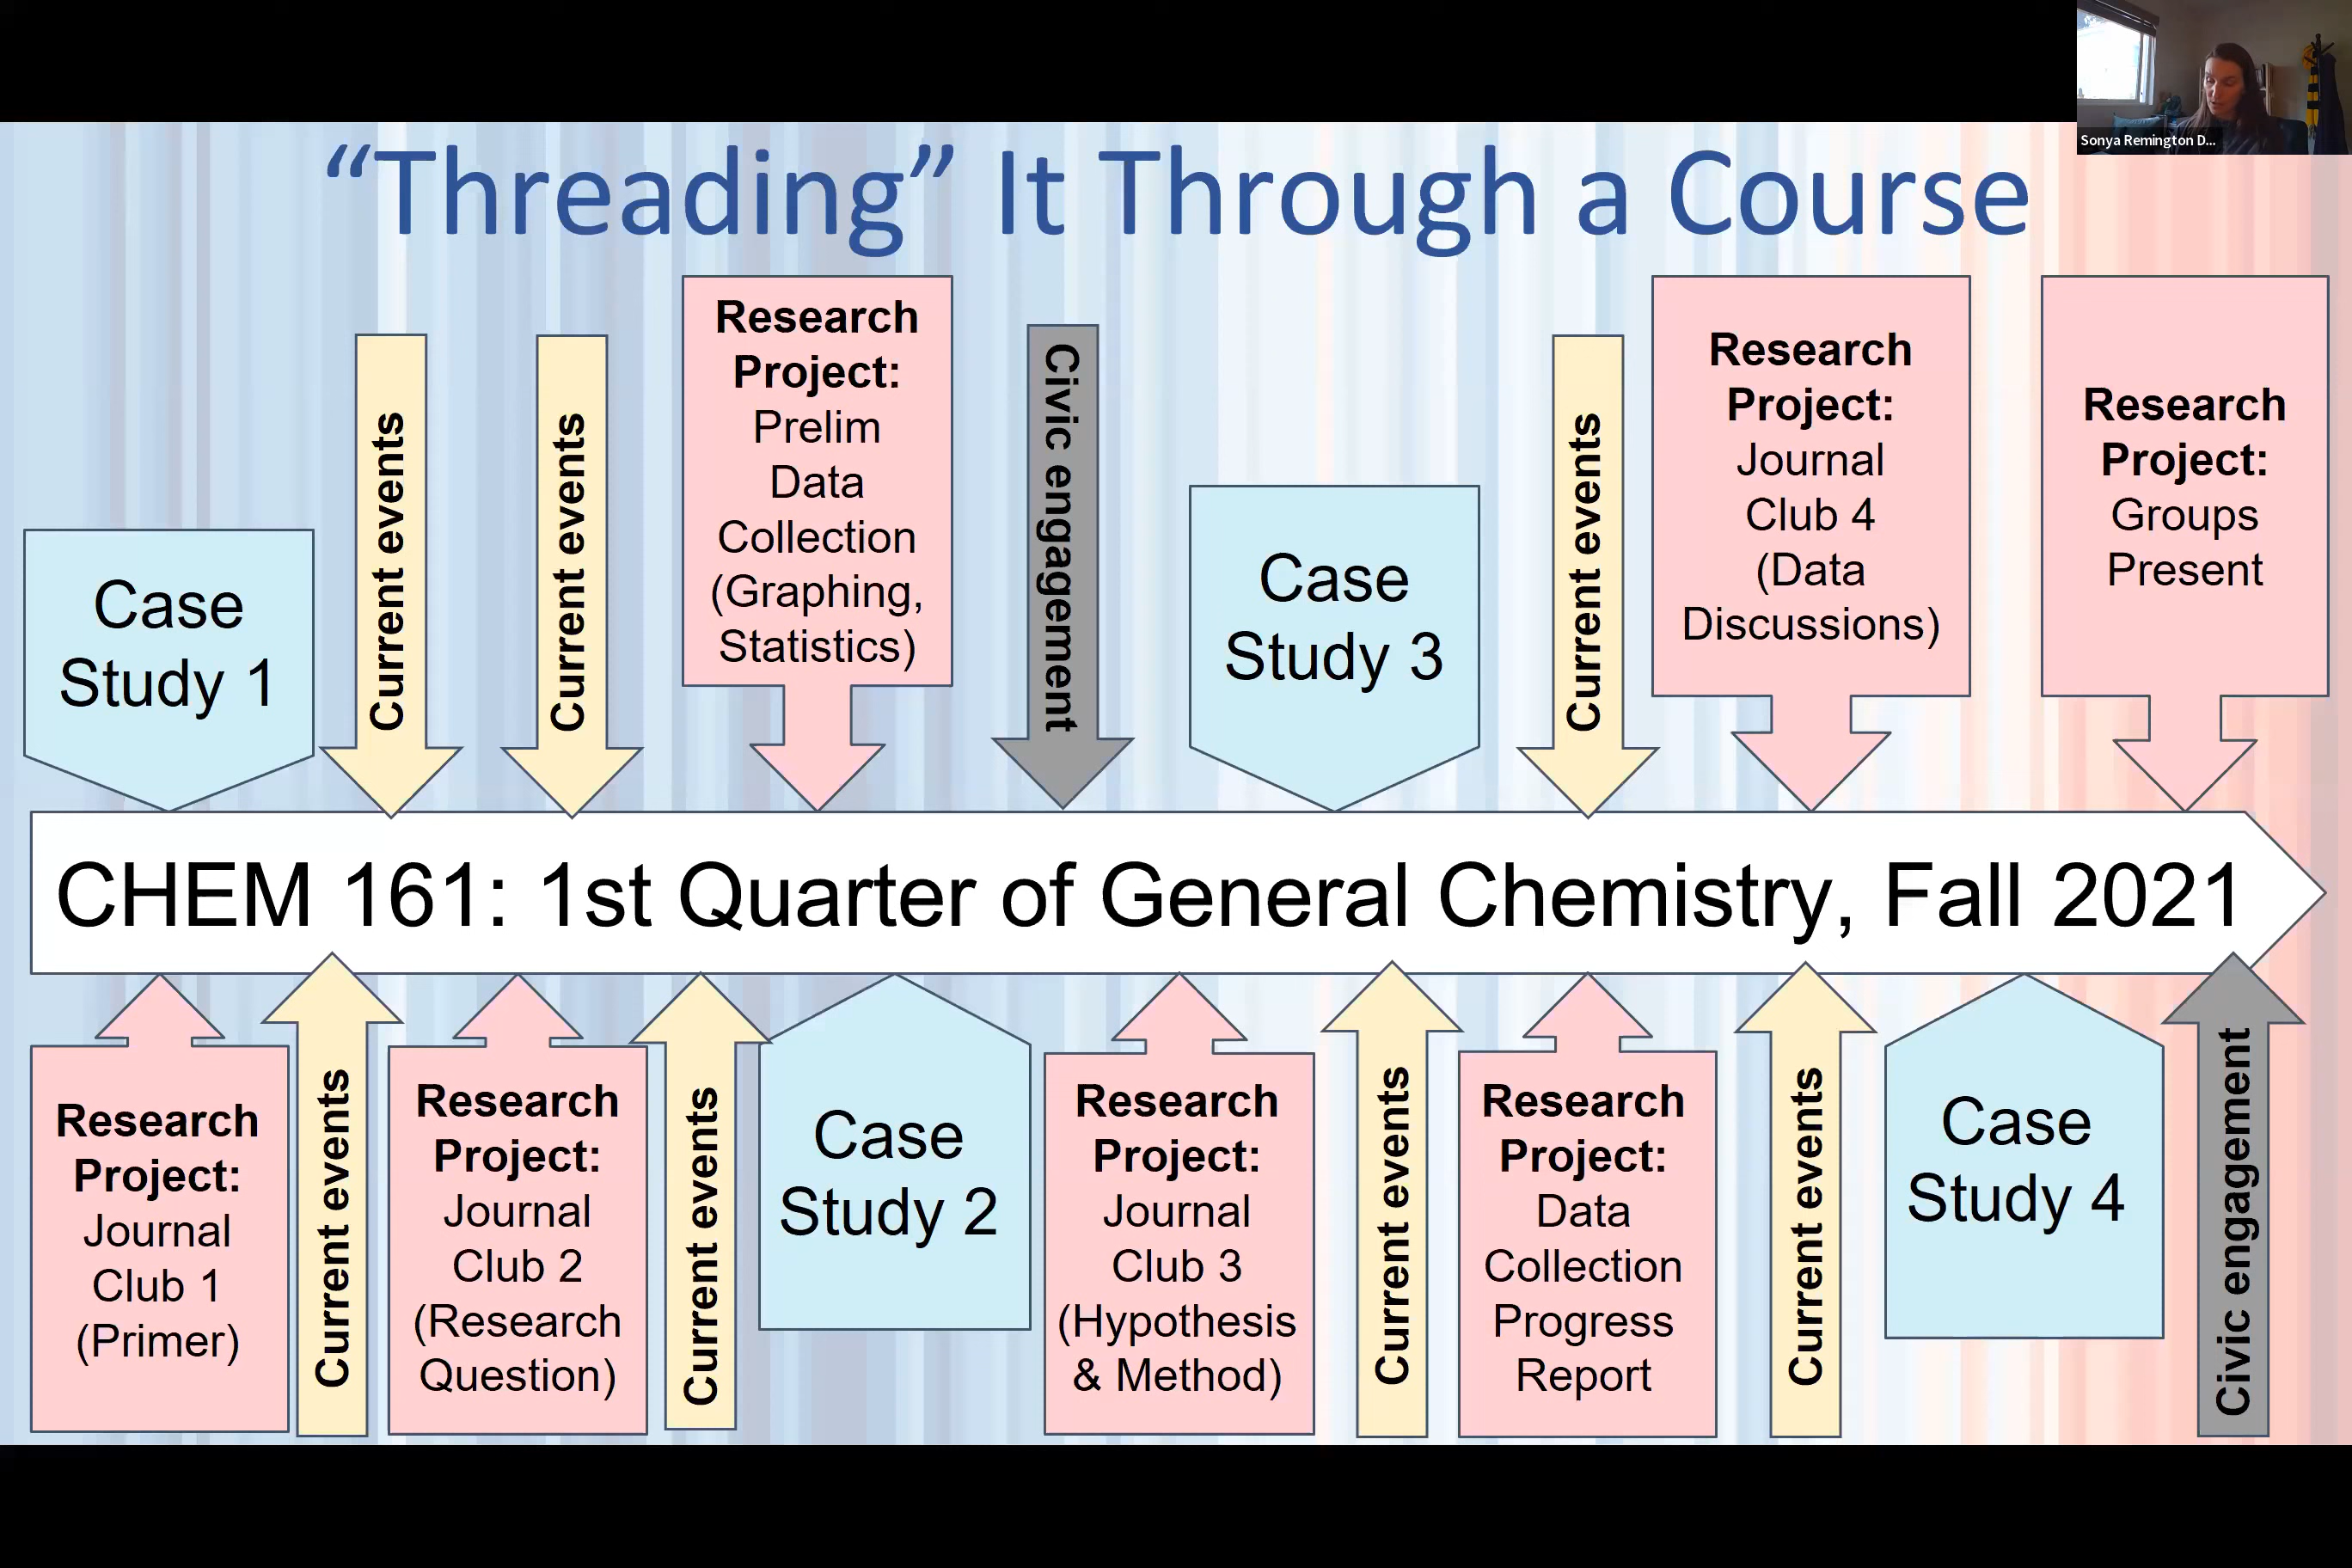 Sonya Remington D...
“Threading” It Through a Course
Case
Study 1
Current events
Current events
Research
Project:
Prelim
Data
Collection
(Graphing,
Statistics)
Civic engagement
Case
Study 3
Current events
Research
Project:
Journal
Club 4
(Data
Discussions)
Research
Project:
Groups
Present
CHEM 161: 1st Quarter of General Chemistry, Fall 2021
Research
Project:
Journal
Club 1
(Primer)
Current events
Research
Project:
Journal
Club 2
(Research
Question)
Current events
Case
Study 2
Research
Project:
Journal
Club 3
(Hypothesis
& Method)
Current events
Research
Project:
Data
Collection
Progress
Report
Current events
Case
Study 4
Civic engagement